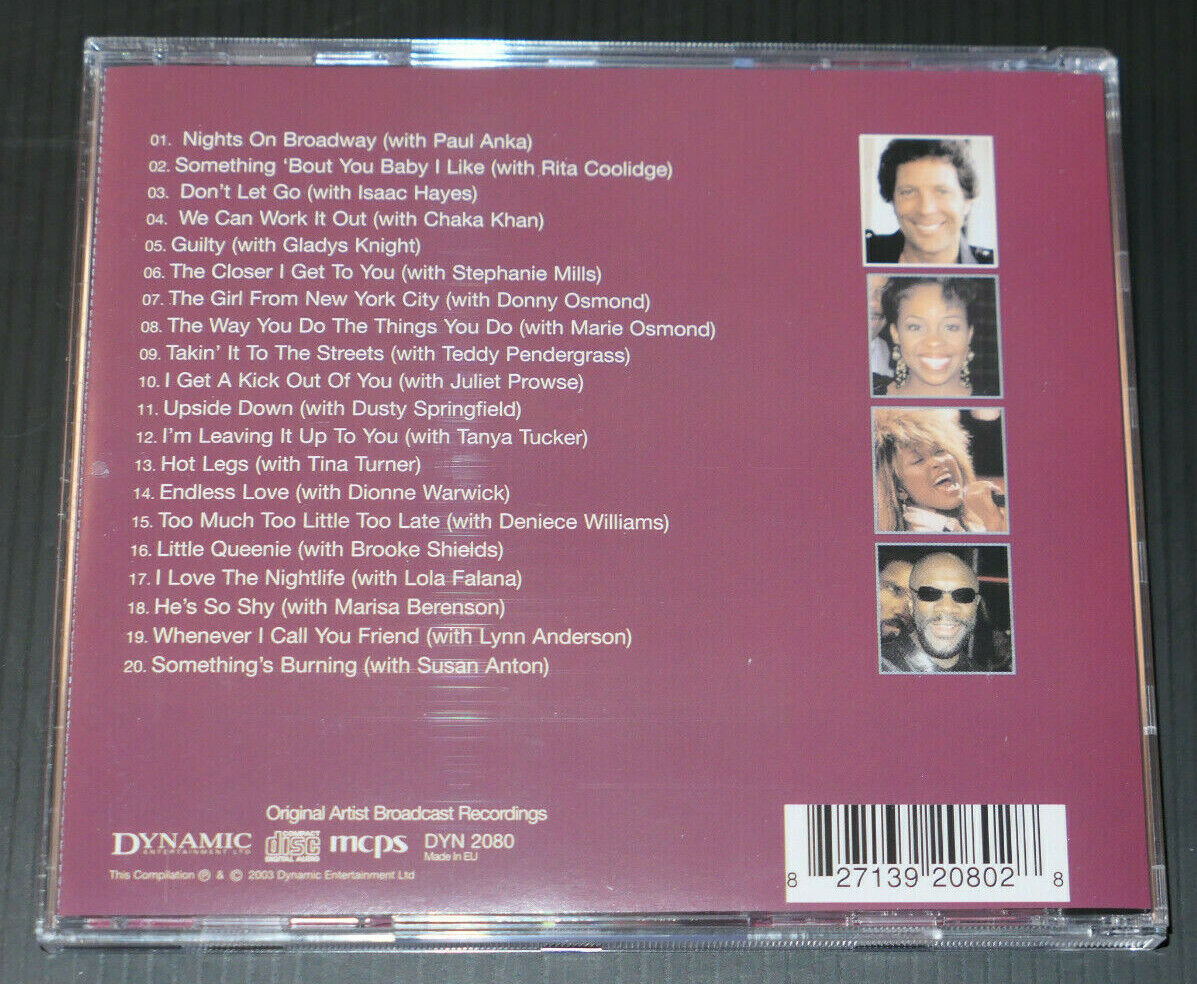 01. Nights On Broadway (with Paul Anka)
02. Something ‘Bout You Baby I Like (with Rita Coolidge)
03. Don’t Let Go (with Isaac Hayes)
04. We Can Work It Out (with Chaka Khan)
05. Guilty (with Gladys Knight)
06. The Closer I Get To You (with Stephanie Mills)
07. The Girl From New York City (with Donny Osmond)
08. The Way You Do The Things You Do (with Marie Osmond)
09. Takin’ It To The Streets (with Teddy Pendergrass)
10. I Get A Kick Out Of You (with Juliet Prowse)
11. Upside Down (with Dusty Springfield)
12. I’m Leaving It Up To You (with Tanya Tucker)
13. Hot Legs (with Tina Turner)
14. Endless Love (with Dionne Warwick)
15. Too Much Too Little Too Late (with Deniece Williams)
16. Little Queenie (with Brooke Shields)
17. I Love The Nightlife (with Lola Falana)
18. He’s So Shy (with Marisa Berenson)
19. Whenever I Call You Friend (with Lynn Anderson)
20. Something’s Burning (with Susan Anton)
Original Artist Broadcast Recordings
DYNAMIC
ENTERTAINMENT LTD
COMPACT
disc
DIGITAL AUDIO
mcps
DYN 2080
Made In EU
This Compilation ℗ & © 2003 Dynamic Entertainment Ltd
8 27139 20802 8